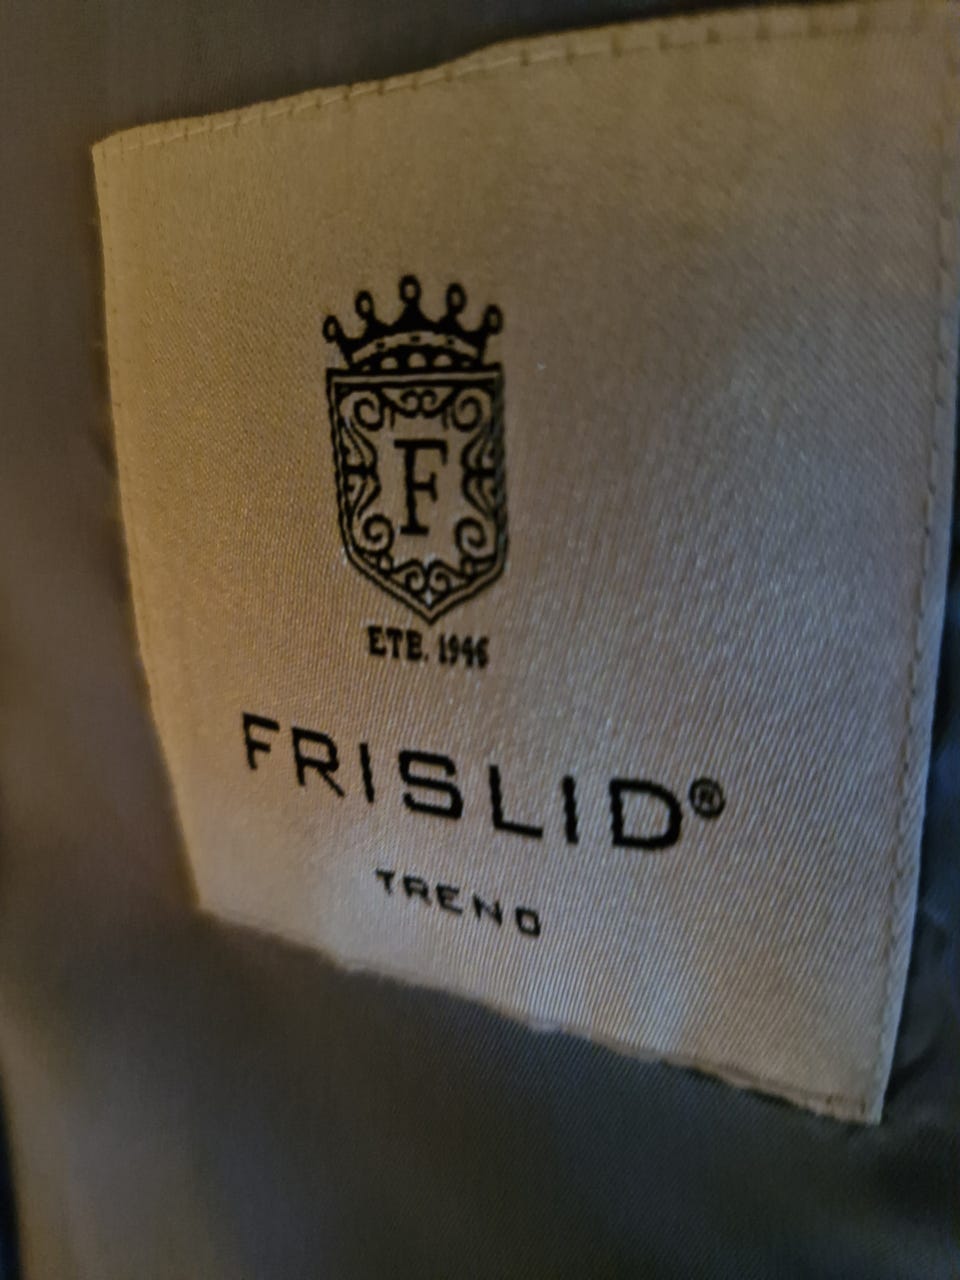 F
ETB. 1946
FRISLID®
TREND